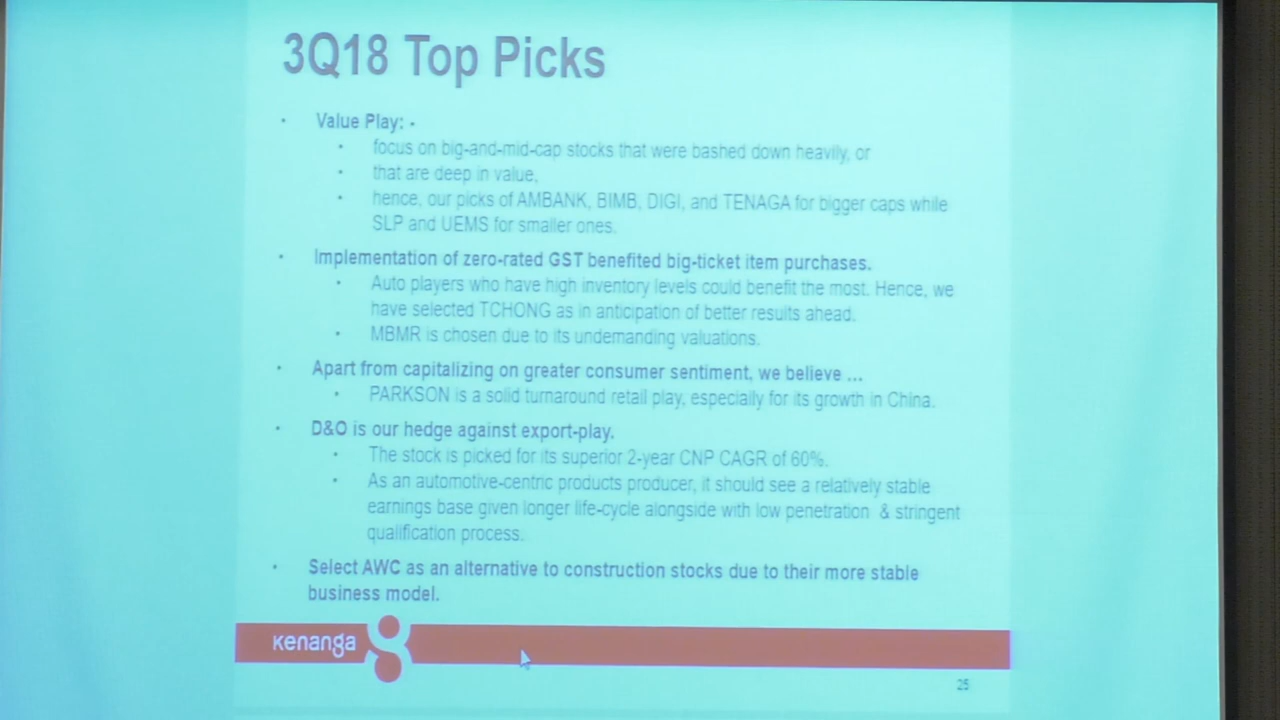 3Q18 Top Picks
• Value Play: -
• focus on big-and-mid-cap stocks that were bashed down heavily, or
• that are deep in value,
• hence, our picks of AMBANK, BIMB, DIGI, and TENAGA for bigger caps while
SLP and UEMS for smaller ones.
• Implementation of zero-rated GST benefited big-ticket item purchases.
• Auto players who have high inventory levels could benefit the most. Hence, we
have selected TCHONG as in anticipation of better results ahead.
• MBMR is chosen due to its undemanding valuations.
• Apart from capitalizing on greater consumer sentiment, we believe ...
• PARKSON is a solid turnaround retail play, especially for its growth in China.
• D&O is our hedge against export-play.
• The stock is picked for its superior 2-year CNP CAGR of 60%.
• As an automotive-centric products producer, it should see a relatively stable
earnings base given longer life-cycle alongside with low penetration & stringent
qualification process.
• Select AWC as an alternative to construction stocks due to their more stable
business model.
kenanga
25